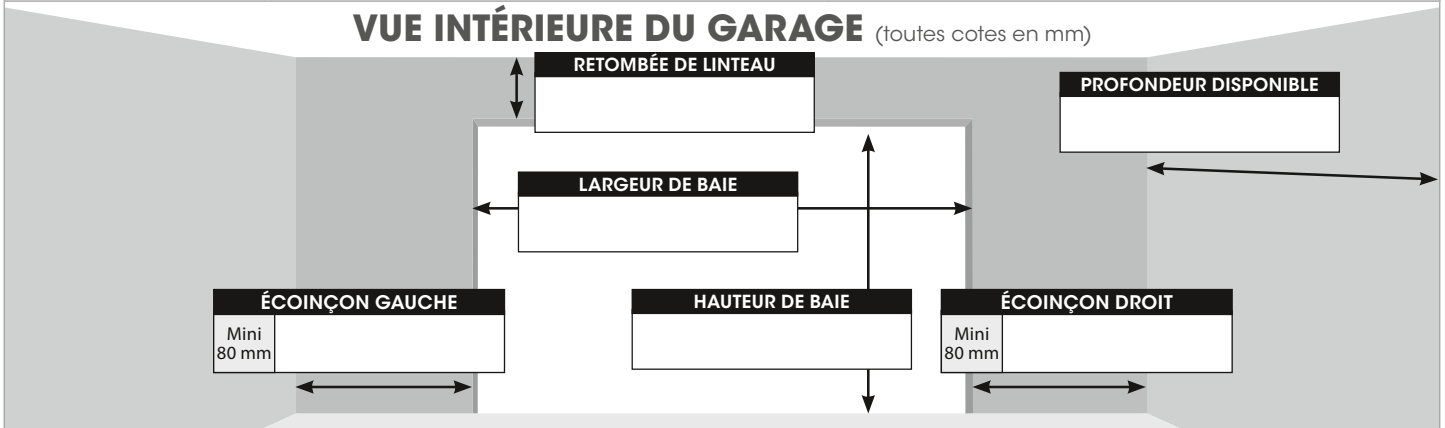 VUE INTÉRIEURE DU GARAGE (toutes cotes en mm)
RETOMBÉE DE LINTEAU
PROFONDEUR DISPONIBLE
LARGEUR DE BAIE
ÉCOINÇON GAUCHE
Mini
80 mm
HAUTEUR DE BAIE
ÉCOINÇON DROIT
Mini
80 mm